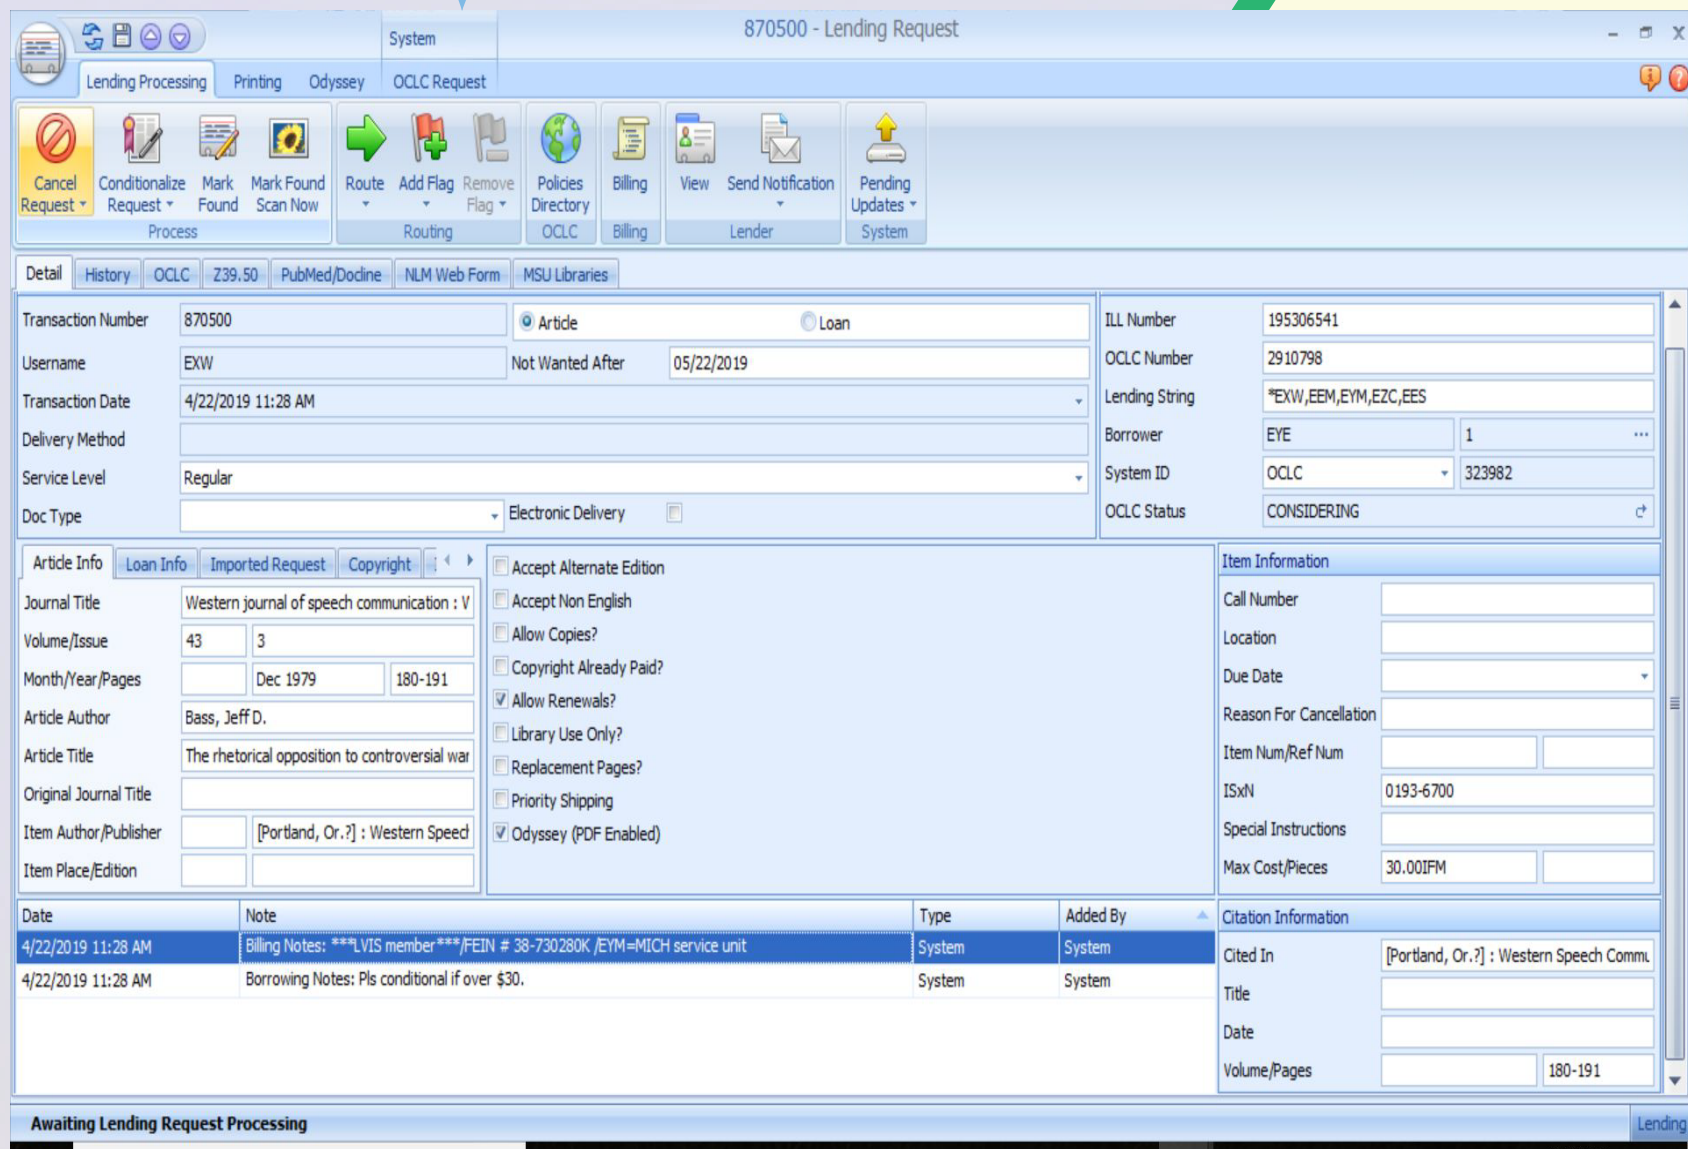 870500 - Lending Request
System
Lending Processing Printing Odyssey OCLC Request
Cancel Request Conditionalize Request Mark Found Mark Found Scan Now Route Add Flag Remove Flag Policies Directory Billing View Send Notification Pending Updates
Process Routing OCLC Billing Lender System
Detail History OCLC Z39.50 PubMed/Docline NLM Web Form MSU Libraries
Transaction Number 870500 Article Loan
Username EXW Not Wanted After 05/22/2019
Transaction Date 4/22/2019 11:28 AM
Delivery Method
Service Level Regular
Doc Type Electronic Delivery
ILL Number 195306541
OCLC Number 2910798
Lending String *EXW,EEM,EYM,EZC,EES
Borrower EYE 1 ...
System ID OCLC 323982
OCLC Status CONSIDERING
Article Info Loan Info Imported Request Copyright
Journal Title Western journal of speech communication : W
Volume/Issue 43 3
Month/Year/Pages Dec 1979 180-191
Article Author Bass, Jeff D.
Article Title The rhetorical opposition to controversial war
Original Journal Title
Item Author/Publisher [Portland, Or.?] : Western Speech
Item Place/Edition
Accept Alternate Edition
Accept Non English
Allow Copies?
Copyright Already Paid?
Allow Renewals?
Library Use Only?
Replacement Pages?
Priority Shipping
Odyssey (PDF Enabled)
Item Information
Call Number
Location
Due Date
Reason For Cancellation
Item Num/Ref Num
ISxN 0193-6700
Special Instructions
Max Cost/Pieces 30.00IFM
Date Note Type Added By
4/22/2019 11:28 AM Billing Notes: ***LVIS member***/FEIN # 38-730280K /EYM=MICH service unit System System
4/22/2019 11:28 AM Borrowing Notes: Pls conditional if over $30. System System
Citation Information
Cited In [Portland, Or.?] : Western Speech Commu
Title
Date
Volume/Pages 180-191
Awaiting Lending Request Processing Lending